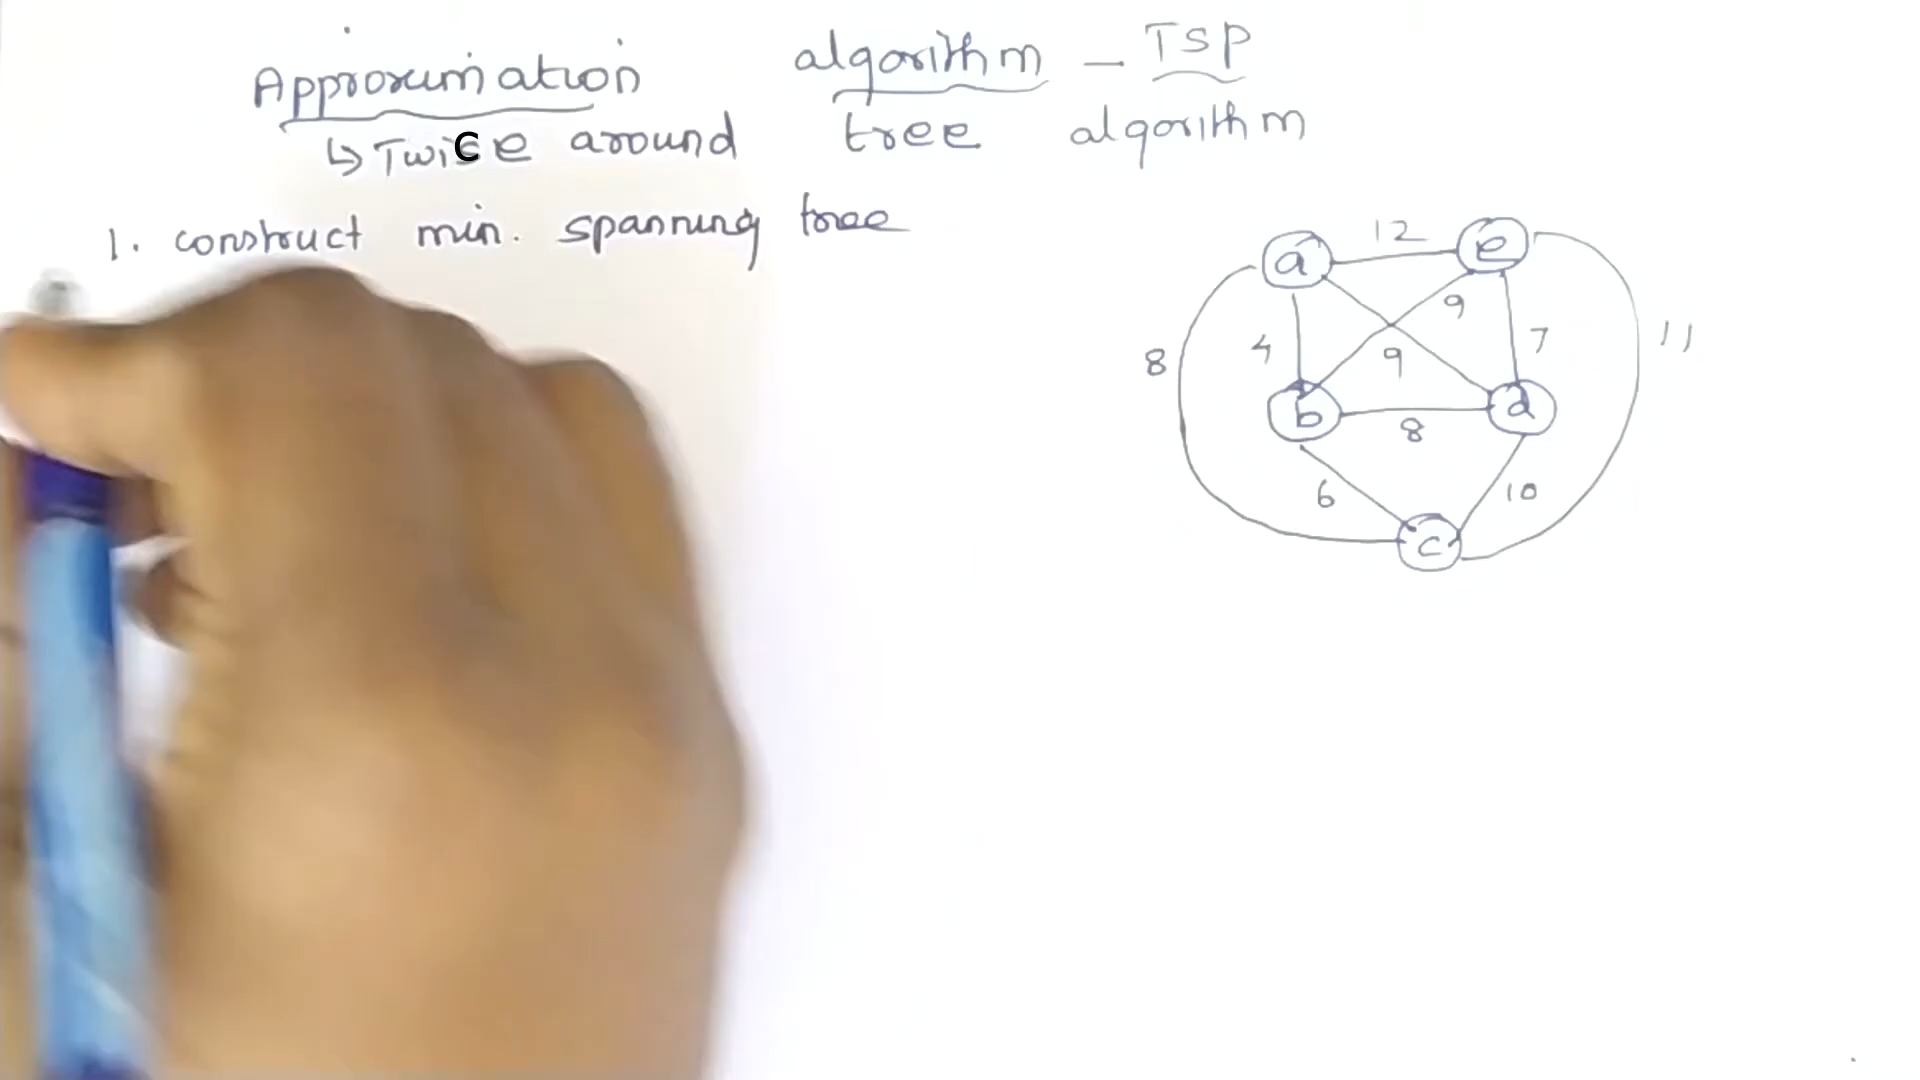 Approximation algorithm - TSP
↳ Twice around tree algorithm
1. construct min. spanning tree
a 12 e
9
8 4 9 7 11
b 8 d
6 10
c